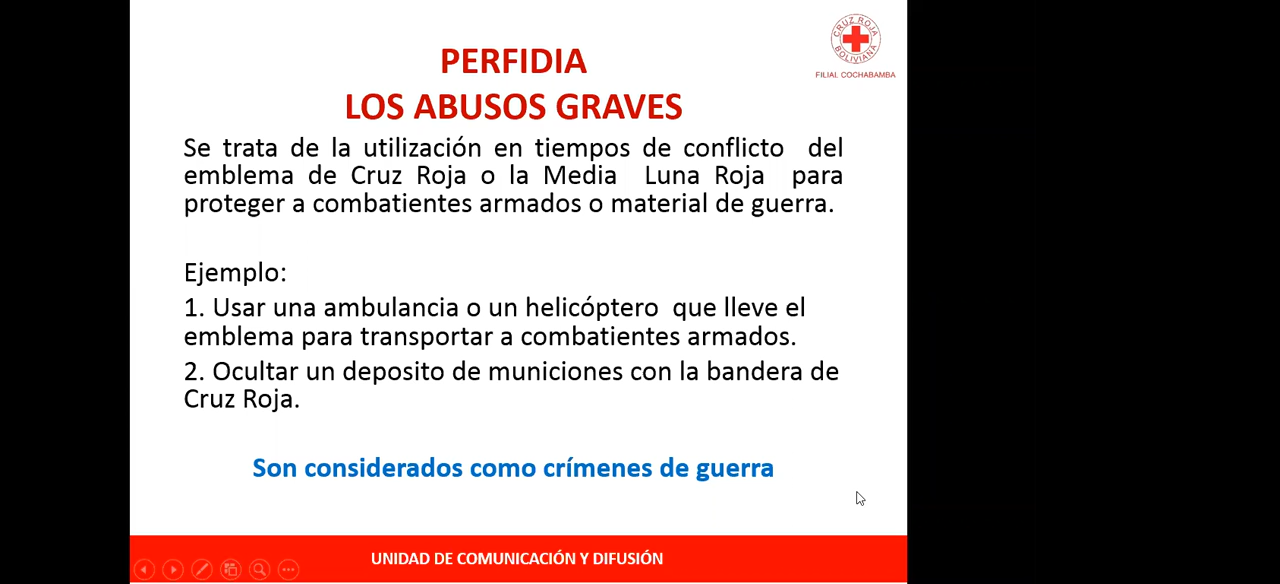 CRUZ ROJA
BOLIVIANA
FILIAL COCHABAMBA
PERFIDIA
LOS ABUSOS GRAVES
Se trata de la utilización en tiempos de conflicto del
emblema de Cruz Roja o la Media Luna Roja para
proteger a combatientes armados o material de guerra.
Ejemplo:
1. Usar una ambulancia o un helicóptero que lleve el
emblema para transportar a combatientes armados.
2. Ocultar un deposito de municiones con la bandera de
Cruz Roja.
Son considerados como crímenes de guerra
UNIDAD DE COMUNICACIÓN Y DIFUSIÓN